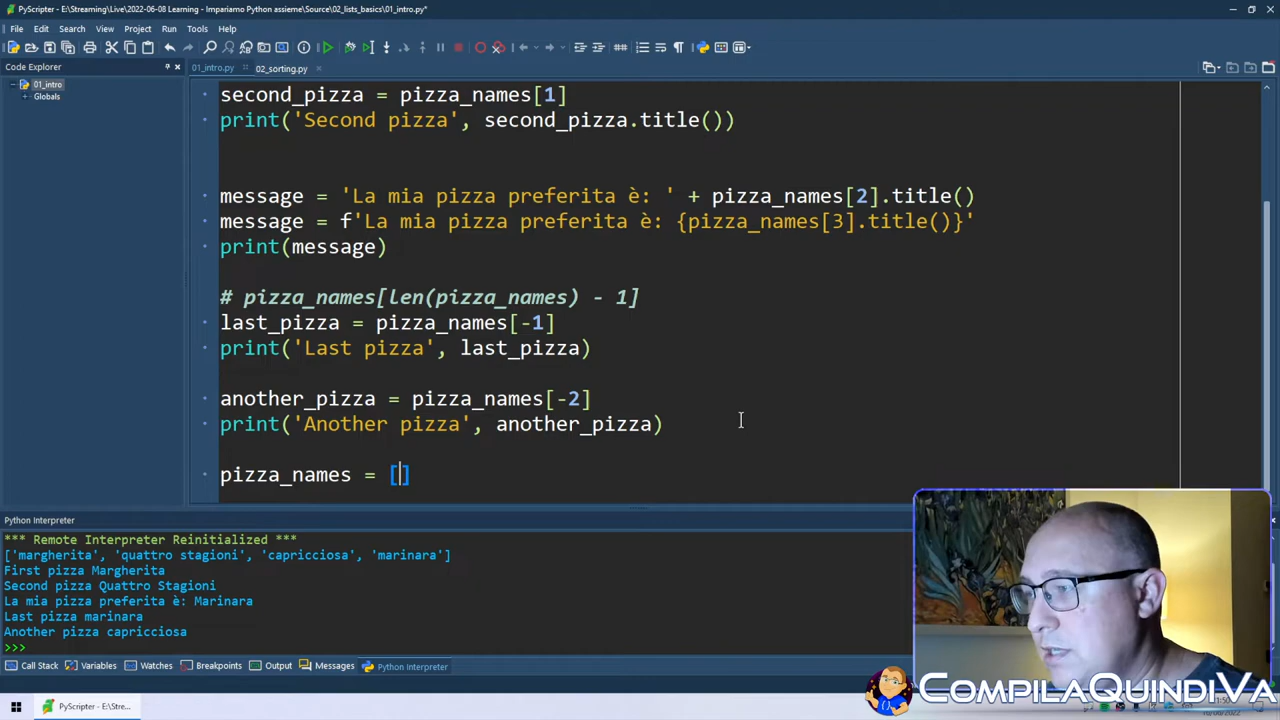 PyScripter - E:\Streaming\Live\2022-06-08 Learning - Impariamo Python assieme\Source\02_lists_basics\01_intro.py*
File Edit Search View Project Run Tools Help
Code Explorer
01_intro.py
02_sorting.py
01_intro
Globals
second_pizza = pizza_names[1]
print('Second pizza', second_pizza.title())
message = 'La mia pizza preferita è: ' + pizza_names[2].title()
message = f'La mia pizza preferita è: {pizza_names[3].title()}'
print(message)
# pizza_names[len(pizza_names) - 1]
last_pizza = pizza_names[-1]
print('Last pizza', last_pizza)
another_pizza = pizza_names[-2]
print('Another pizza', another_pizza)
pizza_names = []
Python Interpreter
*** Remote Interpreter Reinitialized ***
['margherita', 'quattro stagioni', 'capricciosa', 'marinara']
First pizza Margherita
Second pizza Quattro Stagioni
La mia pizza preferita è: Marinara
Last pizza marinara
Another pizza capricciosa
>>>
Call Stack Variables Watches Breakpoints Output Messages Python Interpreter
COMPILAQUINDIVA
PyScripter - E:\Stre...